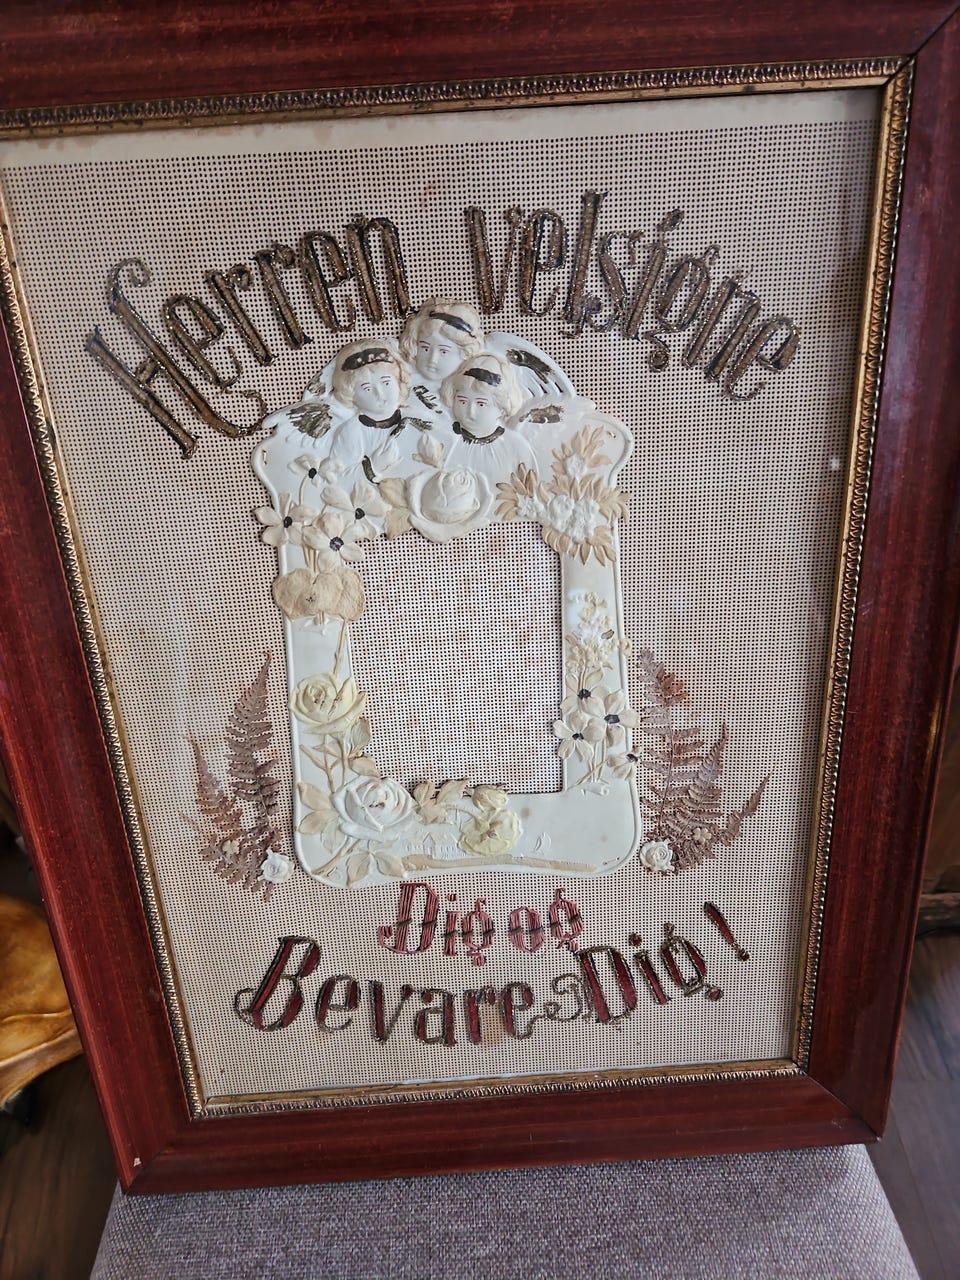 Herren velsigne
Dig og
Bevare Dig!